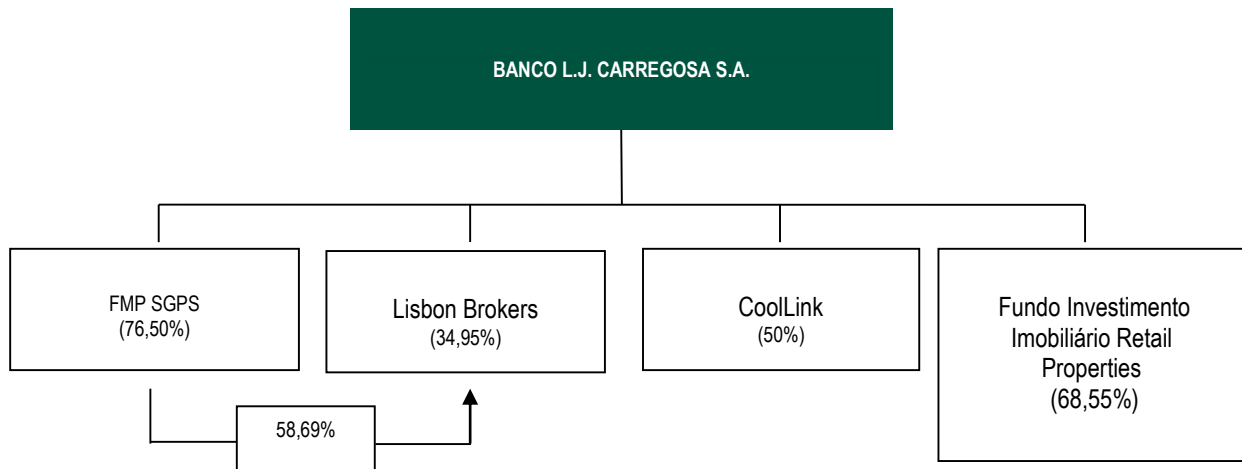 BANCO L.J. CARREGOSA S.A.
FMP SGPS
(76,50%)
Lisbon Brokers
(34,95%)
CoolLink
(50%)
Fundo Investimento
Imobiliário Retail
Properties
(68,55%)
58,69%